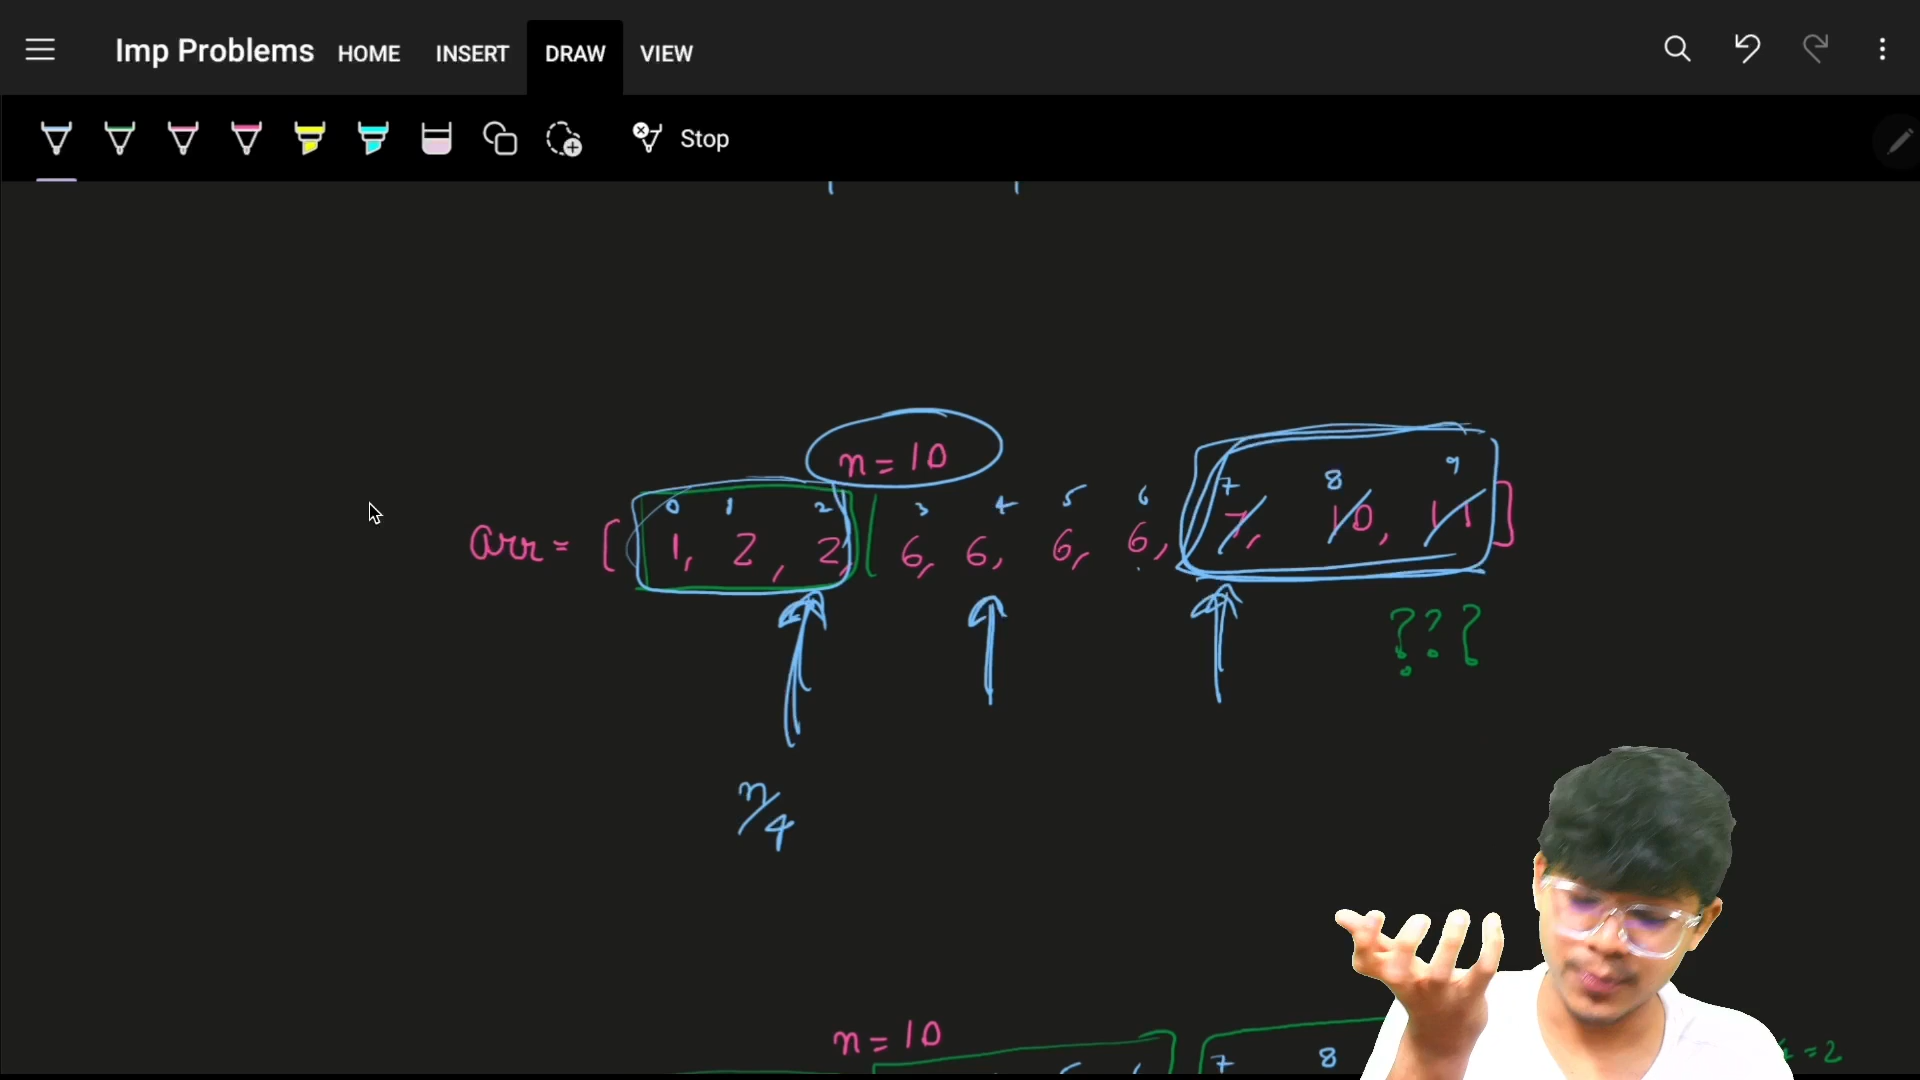 Imp Problems HOME INSERT DRAW VIEW
Stop
n = 10
0 1 2 3 4 5 6 7 8 9
arr = [ 1, 2, 2, 6, 6, 6, 6, 7, 10, 11 ]
???
n/4
n = 10
7 8
= 2